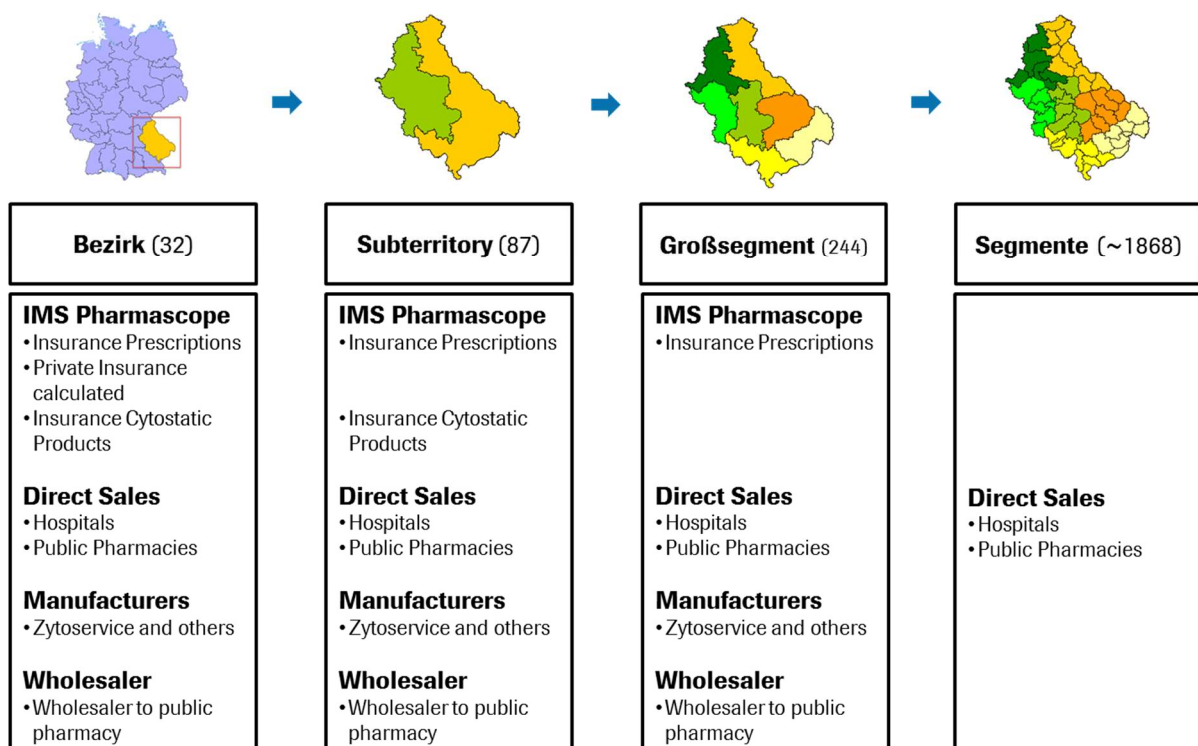 Bezirk (32)
IMS Pharmascope
• Insurance Prescriptions
• Private Insurance
calculated
• Insurance Cytostatic
Products
Direct Sales
• Hospitals
• Public Pharmacies
Manufacturers
• Zytoservice and others
Wholesaler
• Wholesaler to public
pharmacy
Subterritory (87)
IMS Pharmascope
• Insurance Prescriptions
• Insurance Cytostatic
Products
Direct Sales
• Hospitals
• Public Pharmacies
Manufacturers
• Zytoservice and others
Wholesaler
• Wholesaler to public
pharmacy
Großsegment (244)
IMS Pharmascope
• Insurance Prescriptions
Direct Sales
• Hospitals
• Public Pharmacies
Manufacturers
• Zytoservice and others
Wholesaler
• Wholesaler to public
pharmacy
Segmente (~1868)
Direct Sales
• Hospitals
• Public Pharmacies